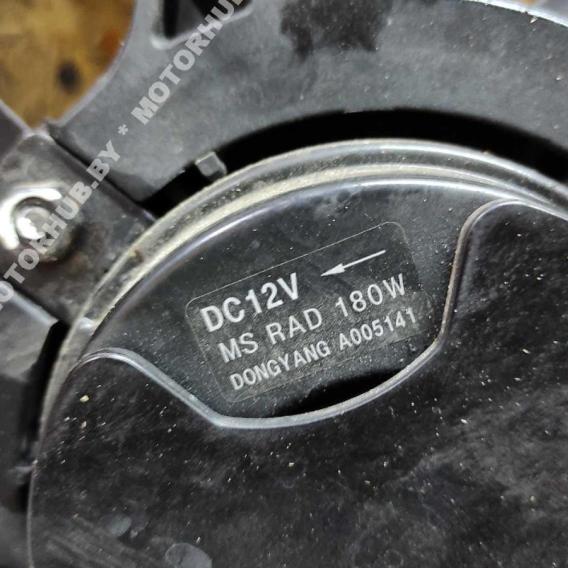 MOTORHUB.BY * MOTORHUB
DC12V ←
MS RAD 180W
DONGYANG A005141